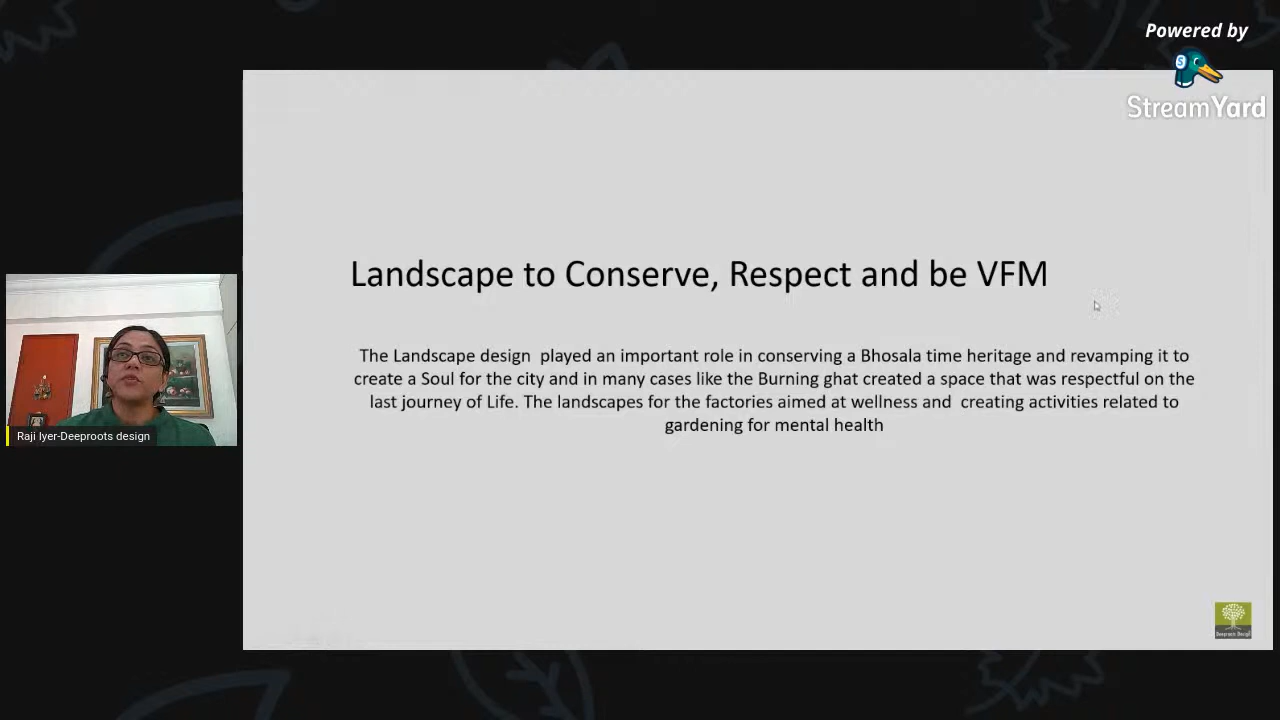 Powered by
StreamYard
Landscape to Conserve, Respect and be VFM
The Landscape design played an important role in conserving a Bhosala time heritage and revamping it to
create a Soul for the city and in many cases like the Burning ghat created a space that was respectful on the
last journey of Life. The landscapes for the factories aimed at wellness and creating activities related to
gardening for mental health
Raji Iyer-Deeproots design
Deeproots Design